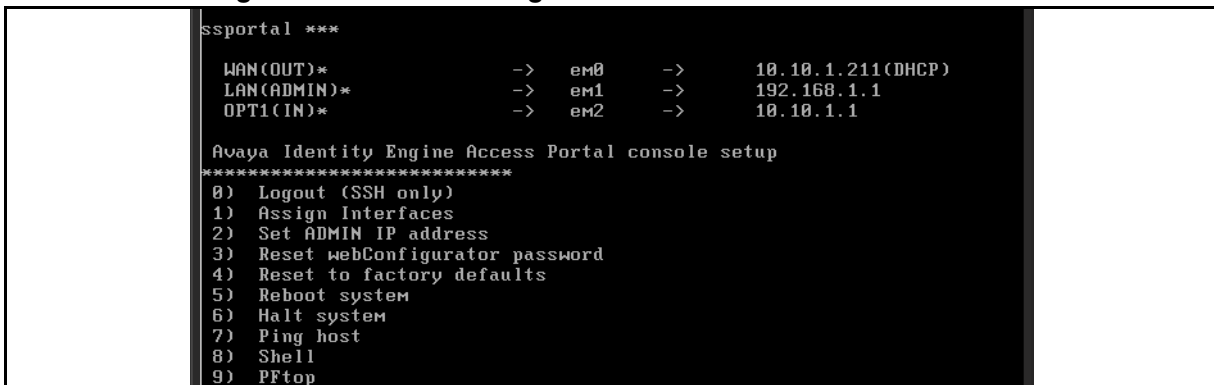 ssportal ***
WAN(OUT)* -> em0 -> 10.10.1.211(DHCP)
LAN(ADMIN)* -> em1 -> 192.168.1.1
OPT1(IN)* -> em2 -> 10.10.1.1
Avaya Identity Engine Access Portal console setup
***************************
0) Logout (SSH only)
1) Assign Interfaces
2) Set ADMIN IP address
3) Reset webConfigurator password
4) Reset to factory defaults
5) Reboot system
6) Halt system
7) Ping host
8) Shell
9) PFtop